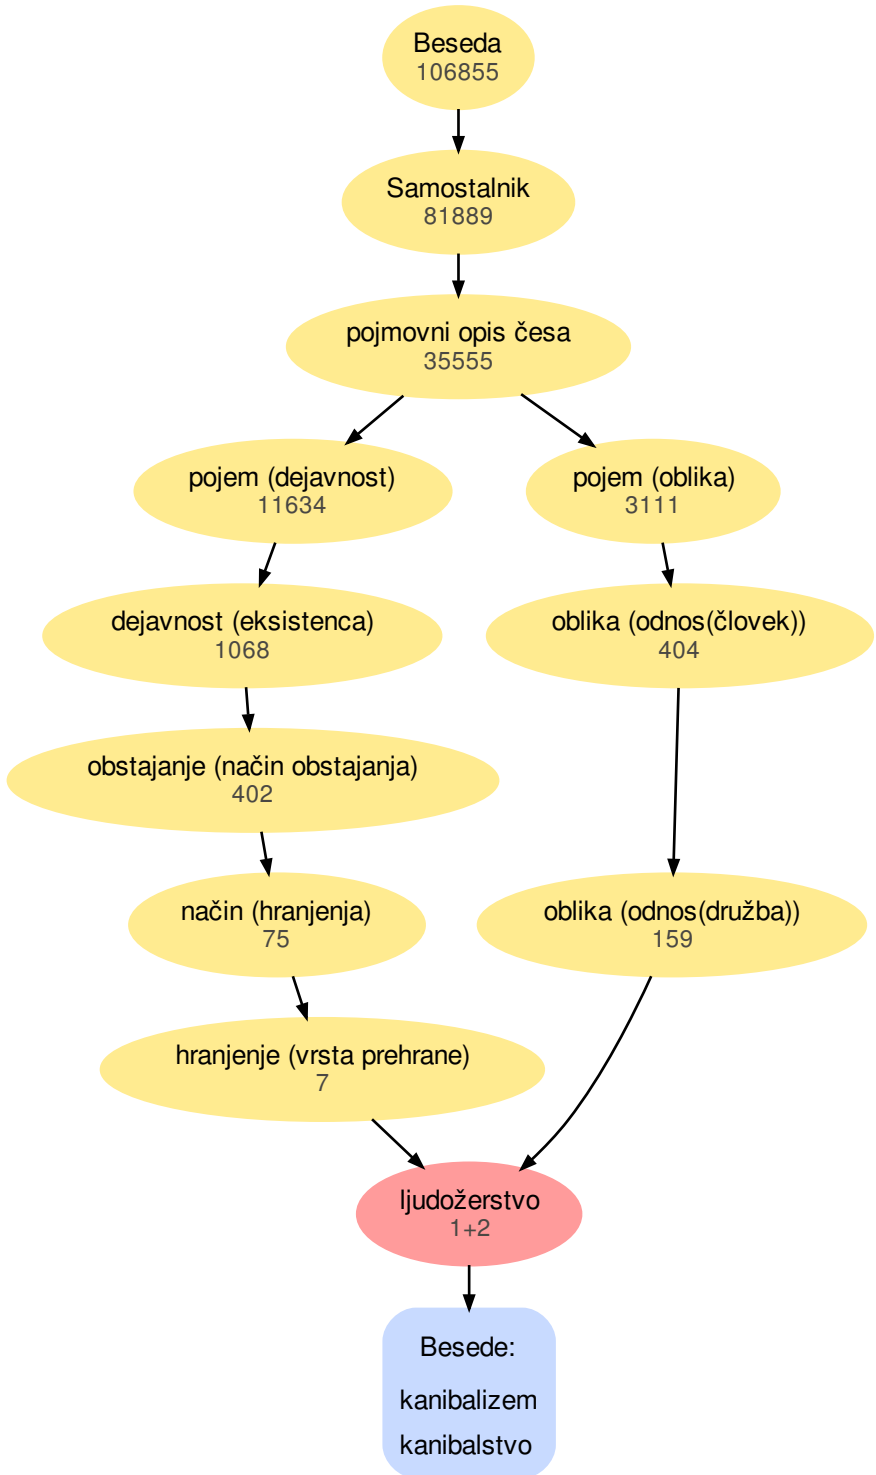 Beseda
106855
Samostalnik
81889
pojmovni opis česa
35555
pojem (dejavnost)
11634
pojem (oblika)
3111
dejavnost (eksistenca)
1068
oblika (odnos(človek))
404
obstajanje (način obstajanja)
402
način (hranjenja)
75
oblika (odnos(družba))
159
hranjenje (vrsta prehrane)
7
ljudožerstvo
1+2
Besede:
kanibalizem
kanibalstvo